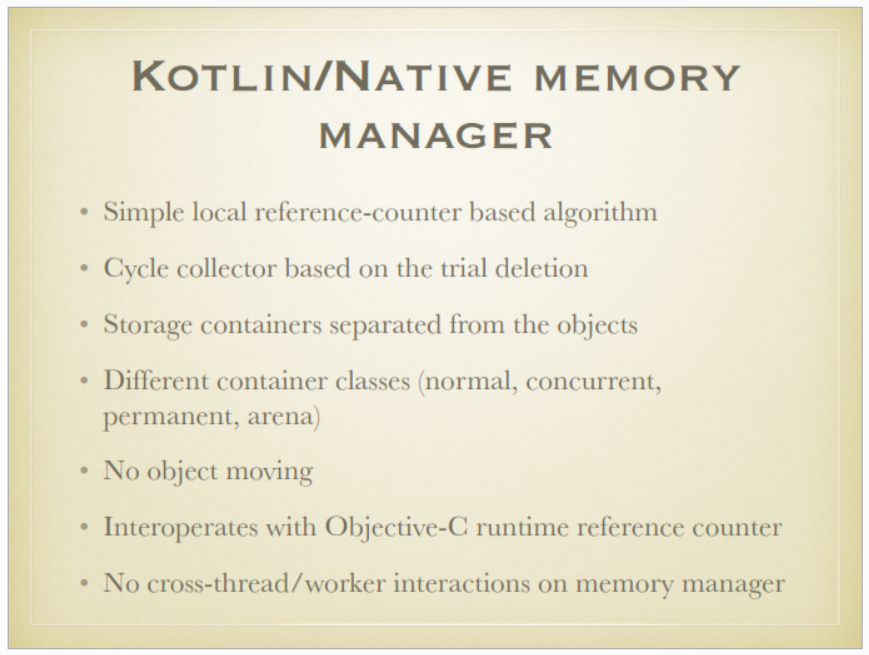 Kotlin/Native memory
manager
• Simple local reference-counter based algorithm
• Cycle collector based on the trial deletion
• Storage containers separated from the objects
• Different container classes (normal, concurrent,
permanent, arena)
• No object moving
• Interoperates with Objective-C runtime reference counter
• No cross-thread/worker interactions on memory manager